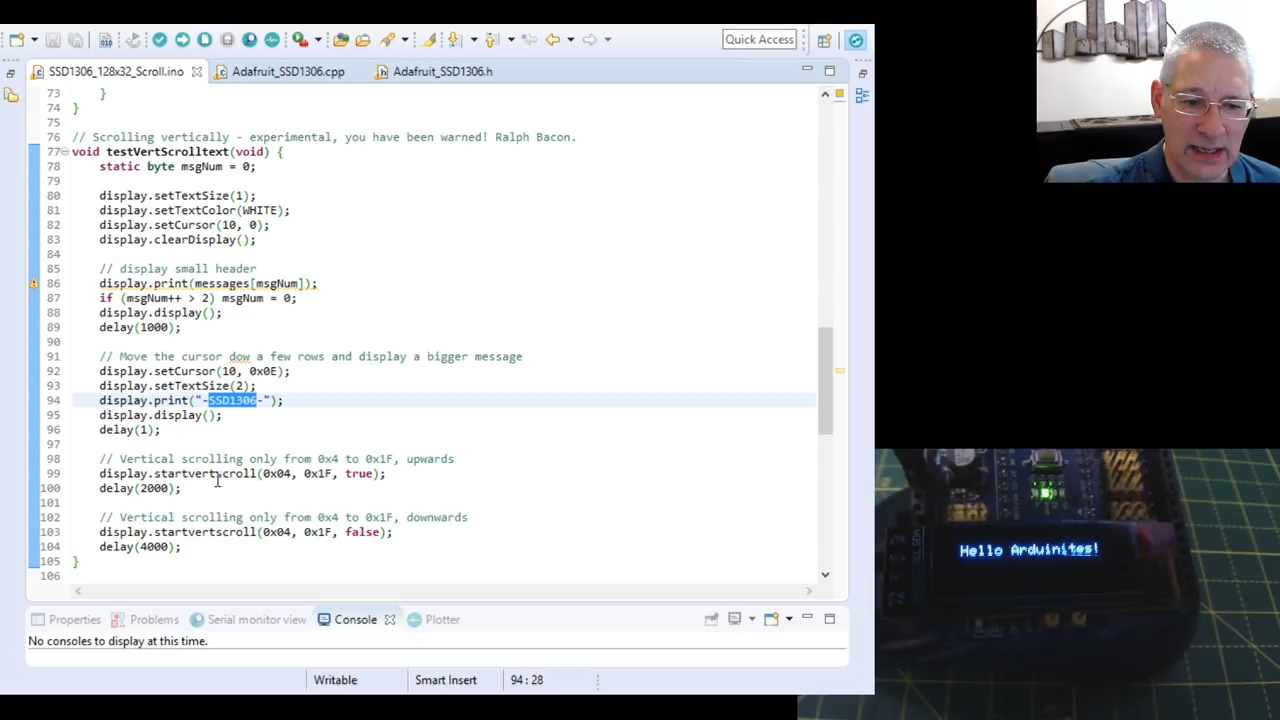 Quick Access
SSD1306_128x32_Scroll.ino
Adafruit_SSD1306.cpp
Adafruit_SSD1306.h
73 }
74 }
75
76 // Scrolling vertically - experimental, you have been warned! Ralph Bacon.
77 void testVertScrolltext(void) {
78 static byte msgNum = 0;
79
80 display.setTextSize(1);
81 display.setTextColor(WHITE);
82 display.setCursor(10, 0);
83 display.clearDisplay();
84
85 // display small header
86 display.print(messages[msgNum]);
87 if (msgNum++ > 2) msgNum = 0;
88 display.display();
89 delay(1000);
90
91 // Move the cursor dow a few rows and display a bigger message
92 display.setCursor(10, 0x0E);
93 display.setTextSize(2);
94 display.print("-SSD1306-");
95 display.display();
96 delay(1);
97
98 // Vertical scrolling only from 0x4 to 0x1F, upwards
99 display.startvertscroll(0x04, 0x1F, true);
100 delay(2000);
101
102 // Vertical scrolling only from 0x4 to 0x1F, downwards
103 display.startvertscroll(0x04, 0x1F, false);
104 delay(4000);
105 }
106
Properties
Problems
Serial monitor view
Console
Plotter
No consoles to display at this time.
Writable
Smart Insert
94 : 28
Hello Arduinites!